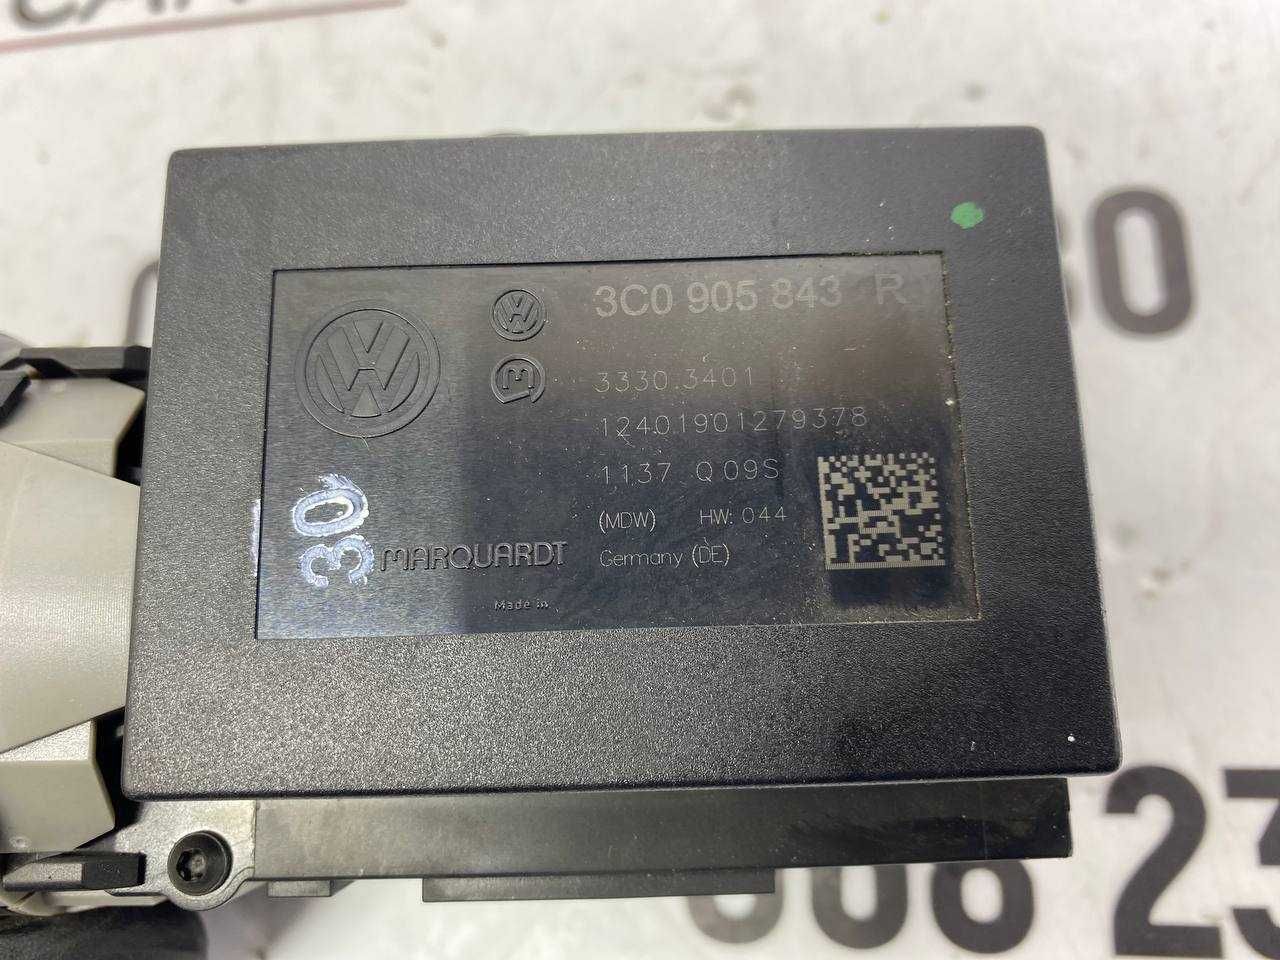 3C0 905 843 R
3330.3401
12401901279378
1137 Q 09S
(MDW) HW: 044
MARQUARDT
Germany (DE)
Made in
30